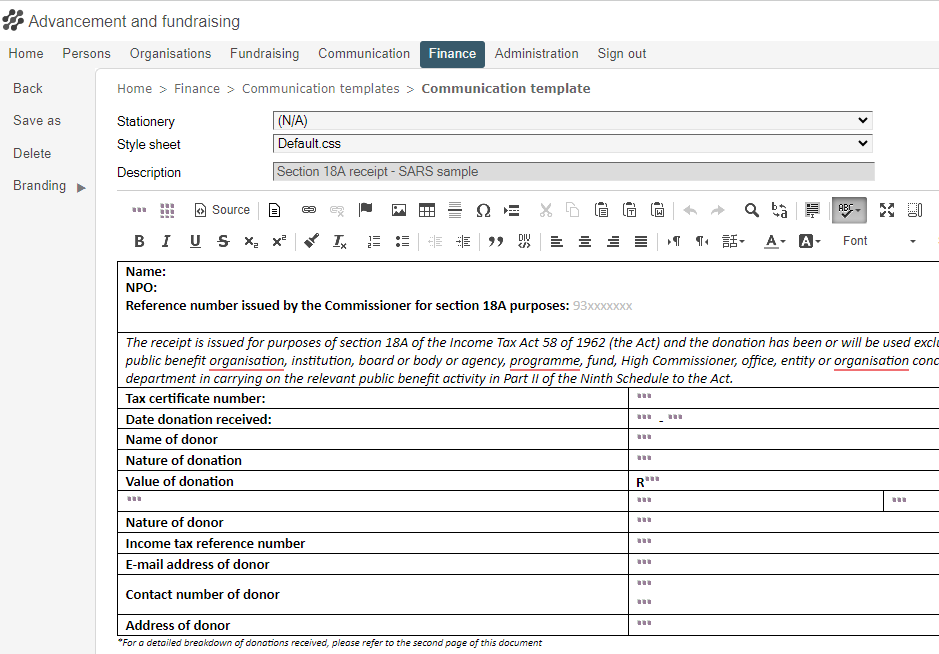 Advancement and fundraising
Home Persons Organisations Fundraising Communication Finance Administration Sign out
Back
Save as
Delete
Branding
Home > Finance > Communication templates > Communication template
Stationery (N/A)
Style sheet Default.css
Description Section 18A receipt - SARS sample
Source
Font
Name:
NPO:
Reference number issued by the Commissioner for section 18A purposes: 93xxxxxxx
The receipt is issued for purposes of section 18A of the Income Tax Act 58 of 1962 (the Act) and the donation has been or will be used exclu
public benefit organisation, institution, board or body or agency, programme, fund, High Commissioner, office, entity or organisation conc
department in carrying on the relevant public benefit activity in Part II of the Ninth Schedule to the Act.
Tax certificate number:
Date donation received: -
Name of donor
Nature of donation
Value of donation R
Nature of donor
Income tax reference number
E-mail address of donor
Contact number of donor
Address of donor
*For a detailed breakdown of donations received, please refer to the second page of this document